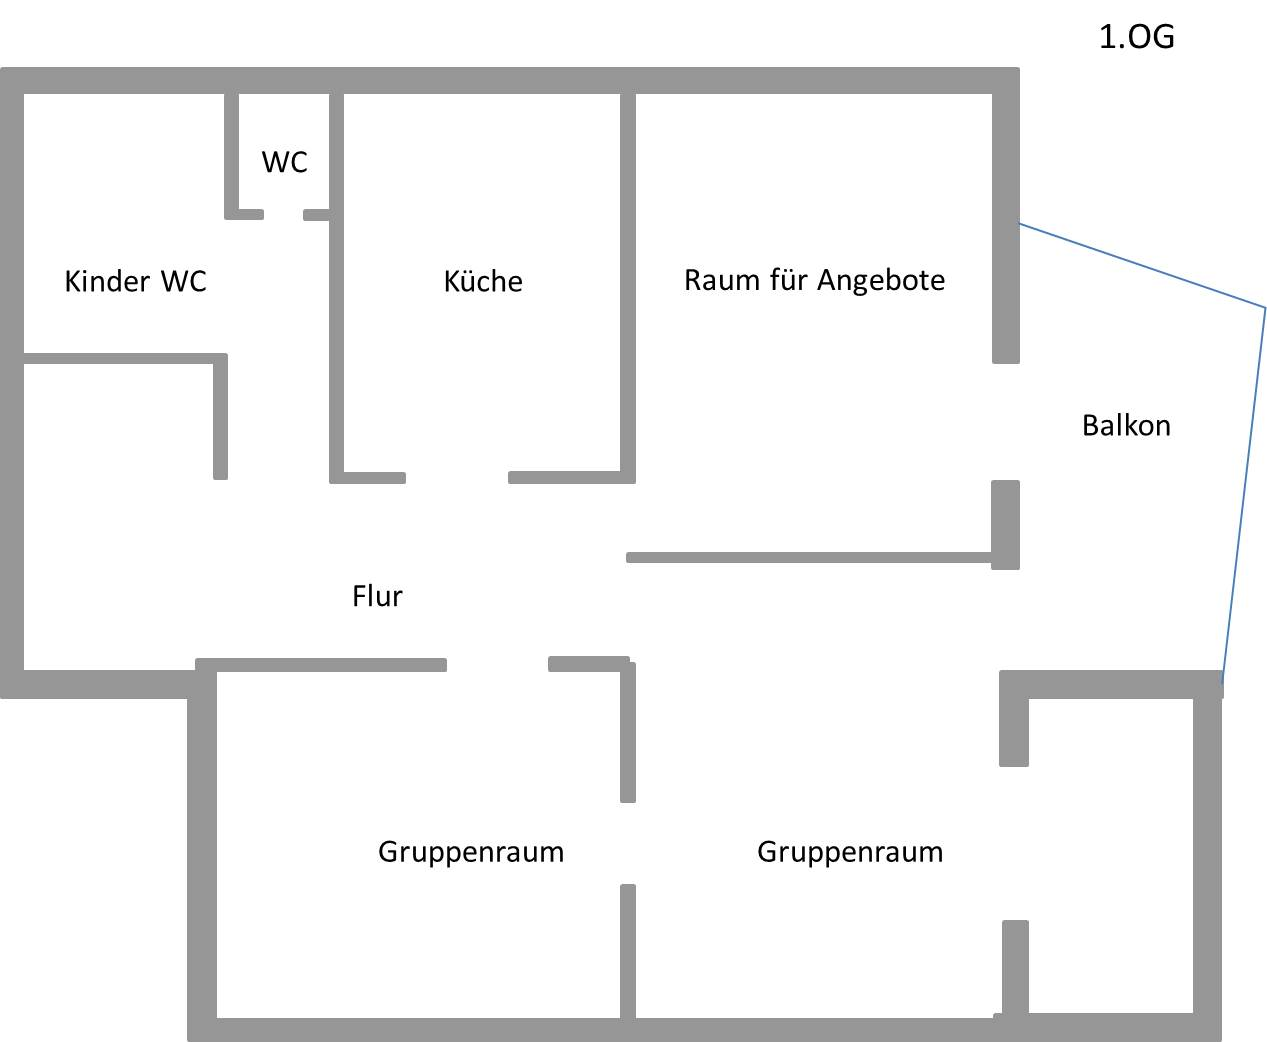 1.OG
WC
Kinder WC
Küche
Raum für Angebote
Balkon
Flur
Gruppenraum
Gruppenraum